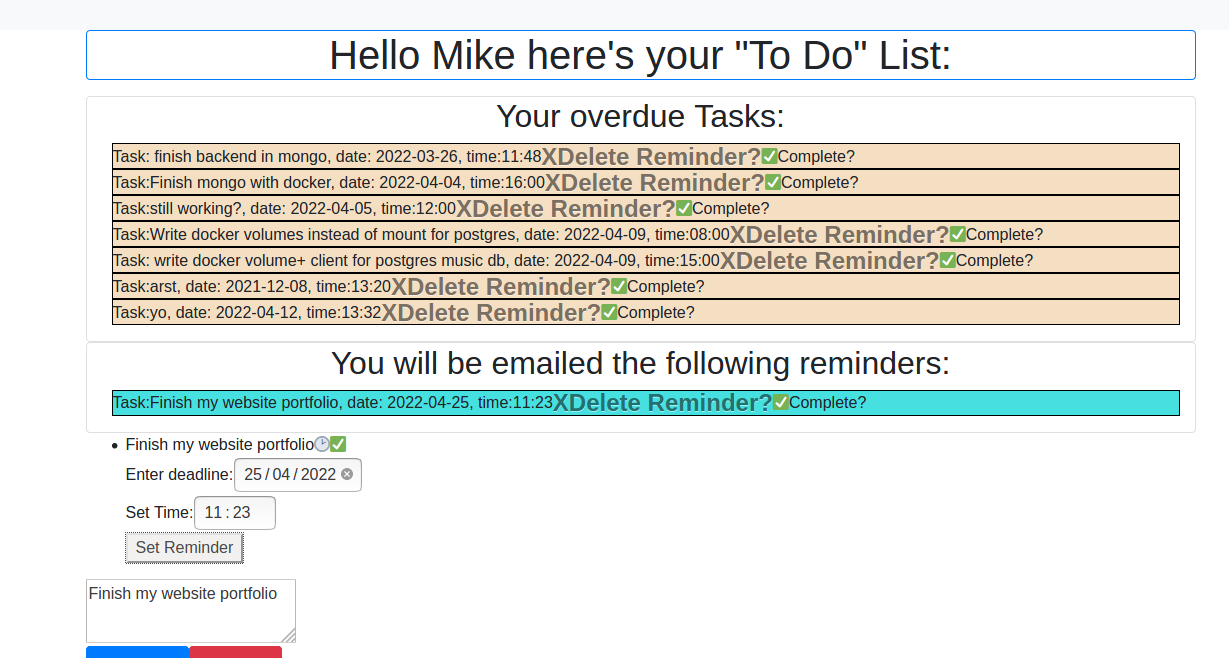 Hello Mike here's your "To Do" List:
Your overdue Tasks:
Task: finish backend in mongo, date: 2022-03-26, time:11:48XDelete Reminder?✅Complete?
Task:Finish mongo with docker, date: 2022-04-04, time:16:00XDelete Reminder?✅Complete?
Task:still working?, date: 2022-04-05, time:12:00XDelete Reminder?✅Complete?
Task:Write docker volumes instead of mount for postgres, date: 2022-04-09, time:08:00XDelete Reminder?✅Complete?
Task: write docker volume+ client for postgres music db, date: 2022-04-09, time:15:00XDelete Reminder?✅Complete?
Task:arst, date: 2021-12-08, time:13:20XDelete Reminder?✅Complete?
Task:yo, date: 2022-04-12, time:13:32XDelete Reminder?✅Complete?
You will be emailed the following reminders:
Task:Finish my website portfolio, date: 2022-04-25, time:11:23XDelete Reminder?✅Complete?
• Finish my website portfolio🕑✅
Enter deadline: 25/04/2022
Set Time: 11:23
Set Reminder
Finish my website portfolio